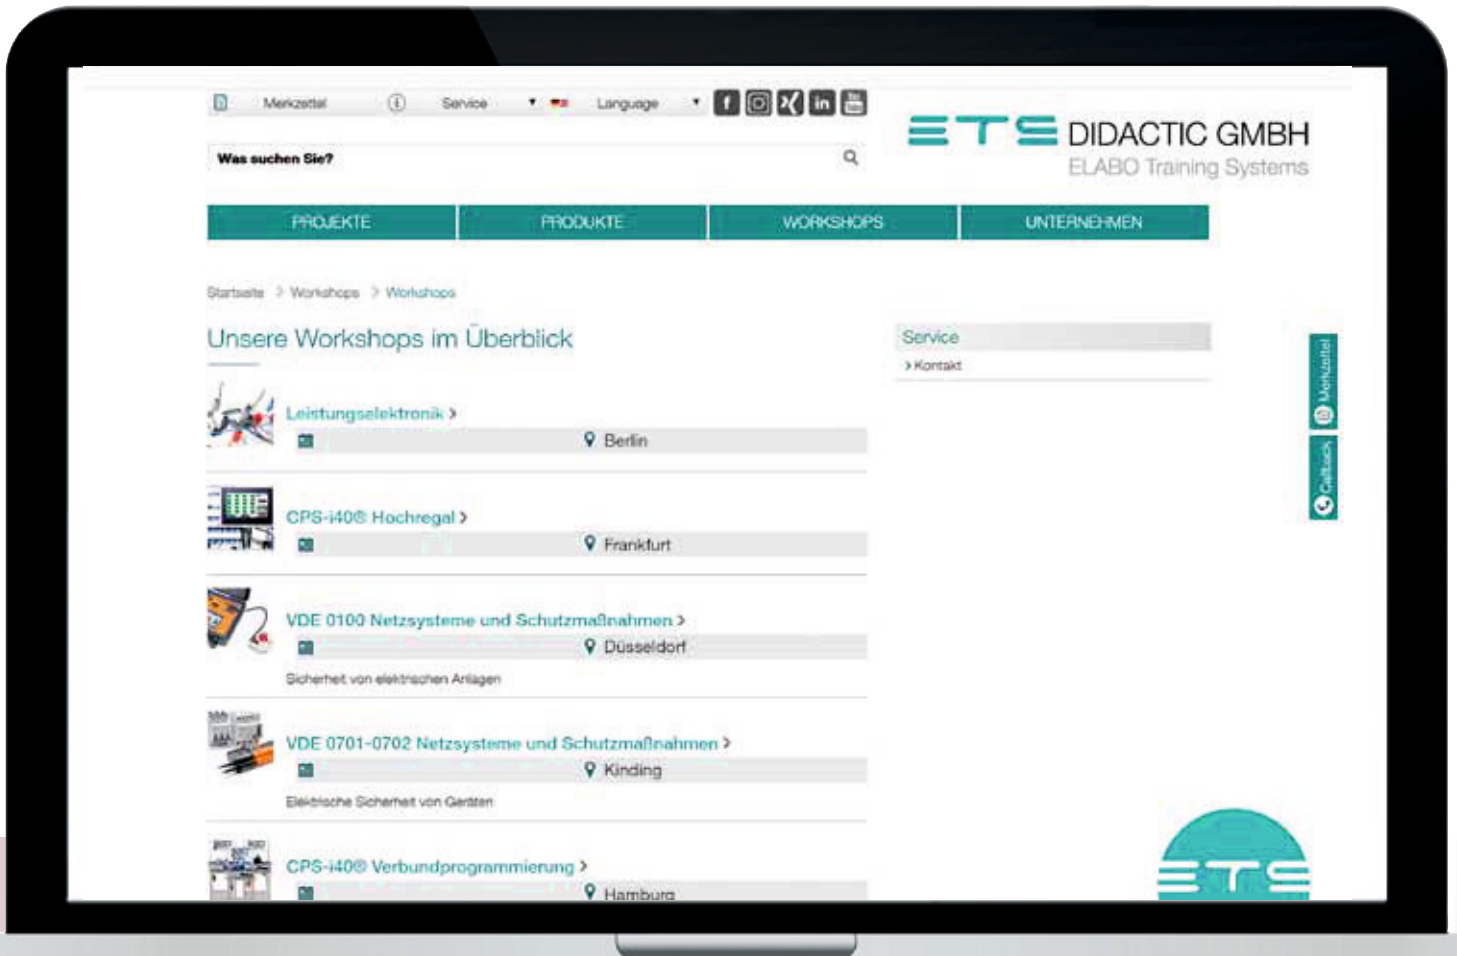 Merkzettel Service Language
Was suchen Sie?
ETS DIDACTIC GMBH
ELABO Training Systems
PROJEKTE PRODUKTE WORKSHOPS UNTERNEHMEN
Startseite > Workshops > Workshops
Unsere Workshops im Überblick
Service
> Kontakt
Merkzettel
Callback
Leistungselektronik >
Berlin
CPS-i40® Hochregal >
Frankfurt
VDE 0100 Netzsysteme und Schutzmaßnahmen >
Düsseldorf
Sicherheit von elektrischen Anlagen
VDE 0701-0702 Netzsysteme und Schutzmaßnahmen >
Kinding
Elektrische Sicherheit von Geräten
CPS-i40® Verbundprogrammierung >
Hamburg
ETS